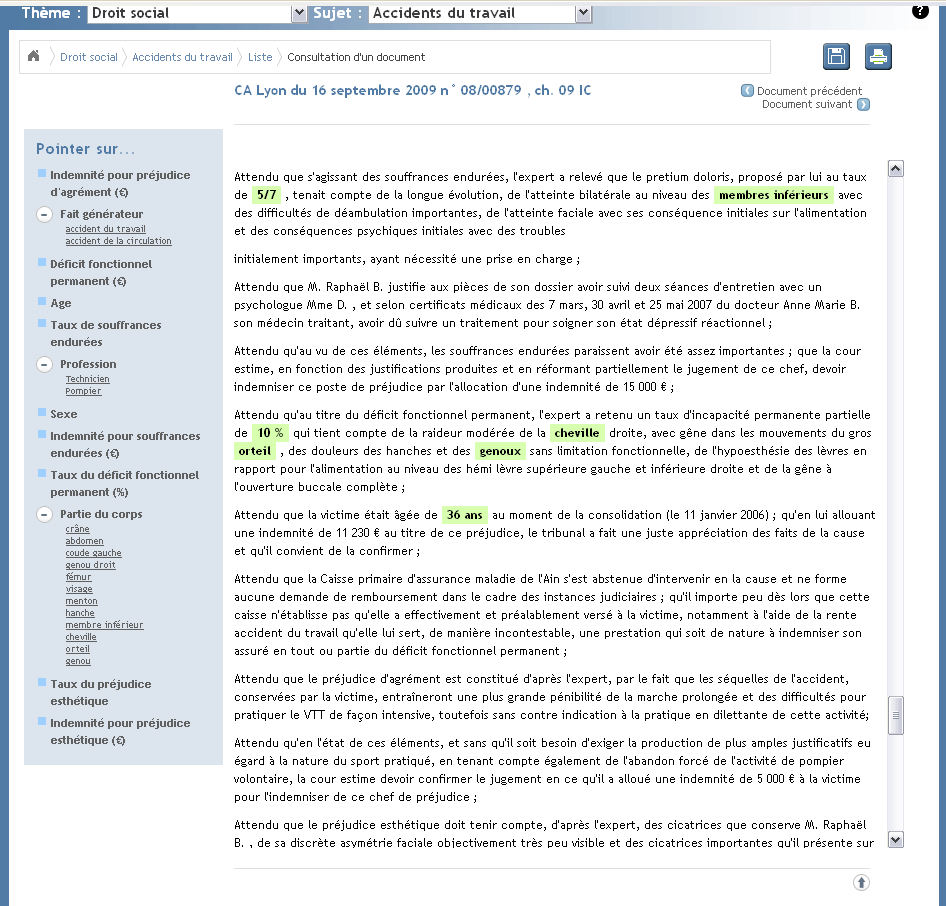 Thème : Droit social Sujet : Accidents du travail ?
Droit social Accidents du travail Liste Consultation d'un document
CA Lyon du 16 septembre 2009 n° 08/00879 , ch. 09 IC
Document précédent
Document suivant
Pointer sur...
Indemnité pour préjudice
d'agrément (€)
Fait générateur
accident du travail
accident de la circulation
Déficit fonctionnel
permanent (€)
Age
Taux de souffrances
endurées
Profession
Technicien
Pompier
Sexe
Indemnité pour souffrances
endurées (€)
Taux du déficit fonctionnel
permanent (%)
Partie du corps
crâne
abdomen
coude gauche
genou droit
fémur
visage
menton
hanche
membre inférieur
cheville
orteil
genou
Taux du préjudice
esthétique
Indemnité pour préjudice
esthétique (€)
Attendu que s'agissant des souffrances endurées, l'expert a relevé que le pretium doloris, proposé par lui au taux
de 5/7 , tenait compte de la longue évolution, de l'atteinte bilatérale au niveau des membres inférieurs avec
des difficultés de déambulation importantes, de l'atteinte faciale avec ses conséquence initiales sur l'alimentation
et des conséquences psychiques initiales avec des troubles
initialement importants, ayant nécessité une prise en charge ;
Attendu que M. Raphaël B. justifie aux pièces de son dossier avoir suivi deux séances d'entretien avec un
psychologue Mme D. , et selon certificats médicaux des 7 mars, 30 avril et 25 mai 2007 du docteur Anne Marie B.
son médecin traitant, avoir dû suivre un traitement pour soigner son état dépressif réactionnel ;
Attendu qu'au vu de ces éléments, les souffrances endurées paraissent avoir été assez importantes ; que la cour
estime, en fonction des justifications produites et en réformant partiellement le jugement de ce chef, devoir
indemniser ce poste de préjudice par l'allocation d'une indemnité de 15 000 € ;
Attendu qu'au titre du déficit fonctionnel permanent, l'expert a retenu un taux d'incapacité permanente partielle
de 10 % qui tient compte de la raideur modérée de la cheville droite, avec gêne dans les mouvements du gros
orteil , des douleurs des hanches et des genoux sans limitation fonctionnelle, de l'hypoesthésie des lèvres en
rapport pour l'alimentation au niveau des hémi lèvre supérieure gauche et inférieure droite et de la gêne à
l'ouverture buccale complète ;
Attendu que la victime était âgée de 36 ans au moment de la consolidation (le 11 janvier 2006) ; qu'en lui allouant
une indemnité de 11 230 € au titre de ce préjudice, le tribunal a fait une juste appréciation des faits de la cause
et qu'il convient de la confirmer ;
Attendu que la Caisse primaire d'assurance maladie de l'Ain s'est abstenue d'intervenir en la cause et ne forme
aucune demande de remboursement dans le cadre des instances judiciaires ; qu'il importe peu dès lors que cette
caisse n'établisse pas qu'elle a effectivement et préalablement versé à la victime, notamment à l'aide de la rente
accident du travail qu'elle lui sert, de manière incontestable, une prestation qui soit de nature à indemniser son
assuré en tout ou partie du déficit fonctionnel permanent ;
Attendu que le préjudice d'agrément est constitué d'après l'expert, par le fait que les séquelles de l'accident,
conservées par la victime, entraîneront une plus grande pénibilité de la marche prolongée et des difficultés pour
pratiquer le VTT de façon intensive, toutefois sans contre indication à la pratique en dilettante de cette activité;
Attendu qu'en l'état de ces éléments, et sans qu'il soit besoin d'exiger la production de plus amples justificatifs eu
égard à la nature du sport pratiqué, en tenant compte également de l'abandon forcé de l'activité de pompier
volontaire, la cour estime devoir confirmer le jugement en ce qu'il a alloué une indemnité de 5 000 € à la victime
pour l'indemniser de ce chef de préjudice ;
Attendu que le préjudice esthétique doit tenir compte, d'après l'expert, des cicatrices que conserve M. Raphaël
B. , de sa discrète asymétrie faciale objectivement très peu visible et des cicatrices importantes qu'il présente sur